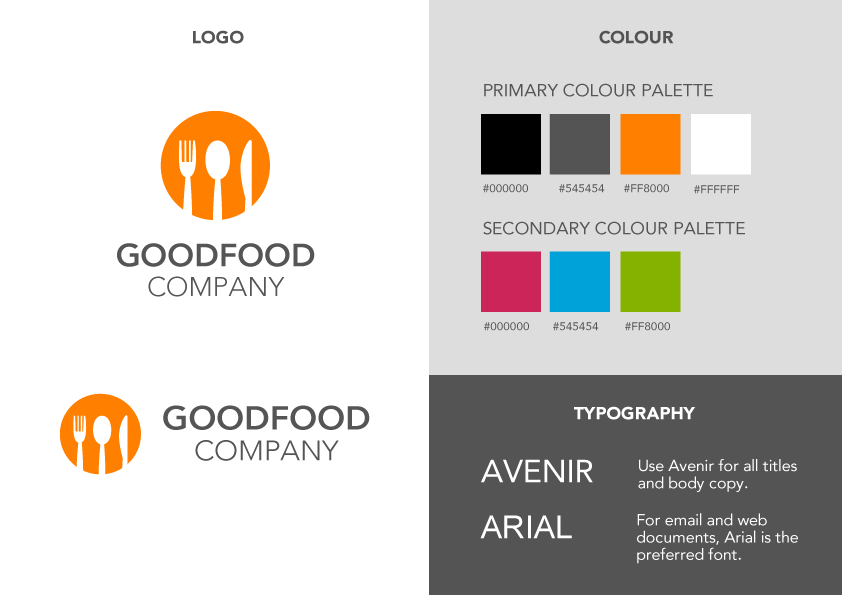 LOGO
GOODFOOD
COMPANY
GOODFOOD
COMPANY
COLOUR
PRIMARY COLOUR PALETTE
#000000 #545454 #FF8000 #FFFFFF
SECONDARY COLOUR PALETTE
#000000 #545454 #FF8000
TYPOGRAPHY
AVENIR
Use Avenir for all titles
and body copy.
ARIAL
For email and web
documents, Arial is the
preferred font.